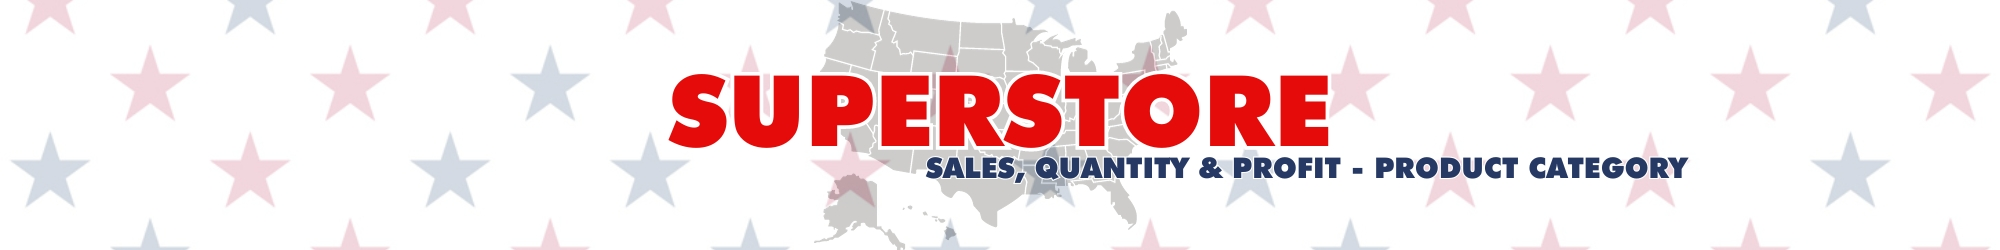 SUPERSTORE
SALES, QUANTITY & PROFIT - PRODUCT CATEGORY